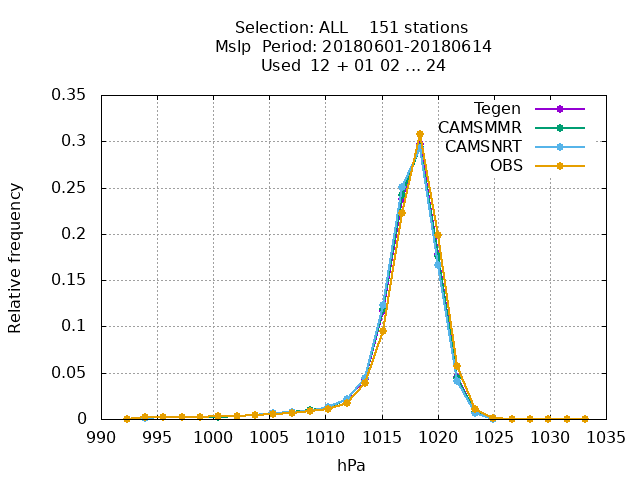 Selection: ALL    151 stations
Mslp  Period: 20180601-20180614
Used  12 + 01 02 ... 24
Tegen
CAMSMMR
CAMSNRT
OBS
Relative frequency
0.35
0.3
0.25
0.2
0.15
0.1
0.05
0
990 995 1000 1005 1010 1015 1020 1025 1030 1035
hPa